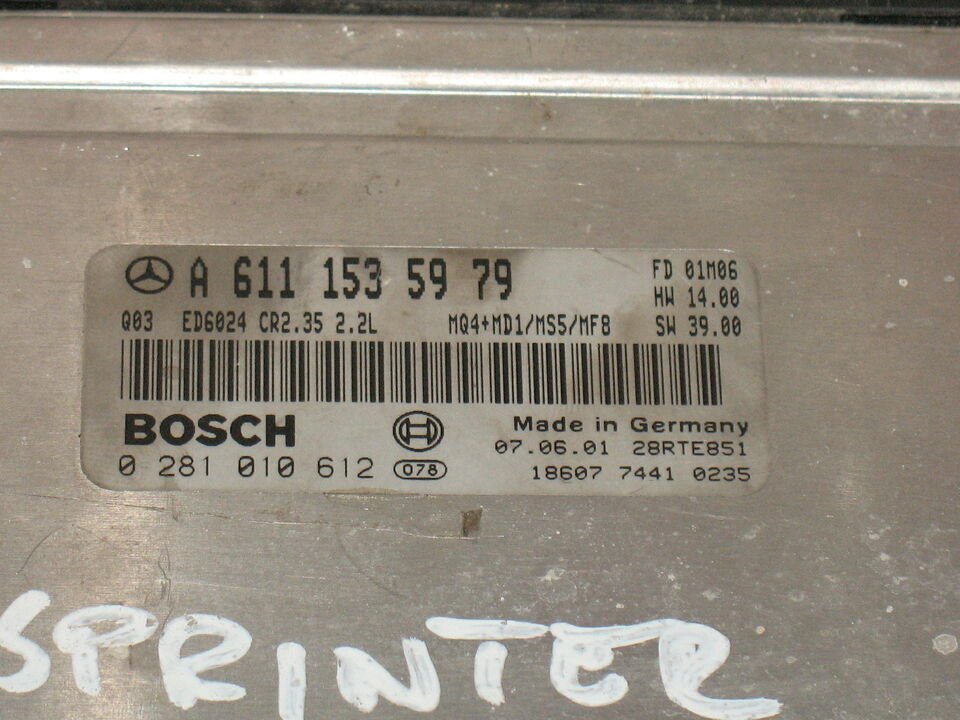 A 611 153 59 79
FD 01M06
HW 14.00
Q03 ED6024 CR2.35 2.2L MQ4+MD1/MS5/MF8 SW 39.00
BOSCH
Made in Germany
07.06.01 28RTE851
0 281 010 612 078
18607 7441 0235
SPRINTER